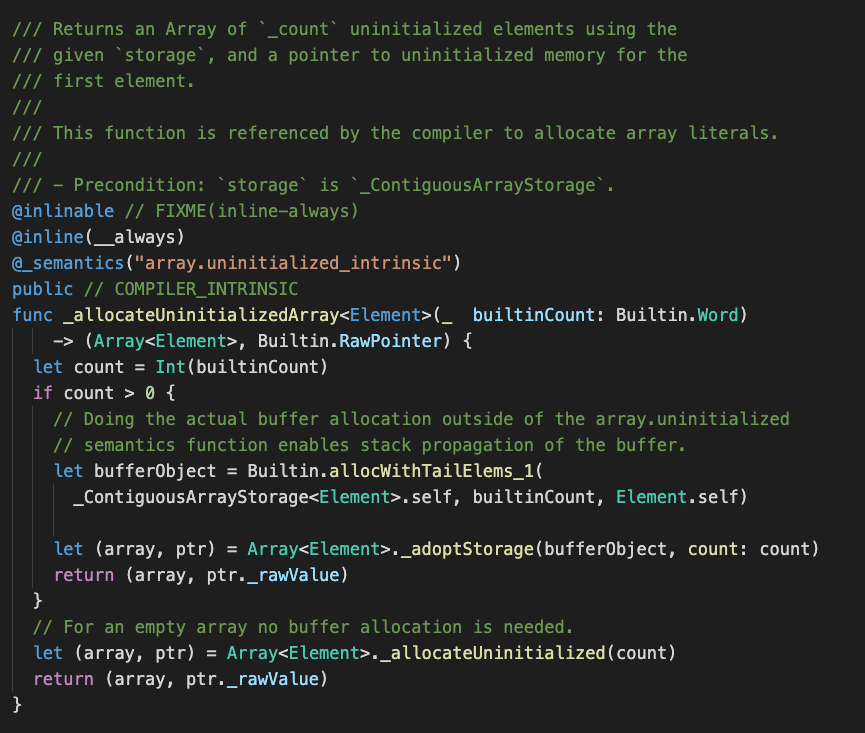 /// Returns an Array of `_count` uninitialized elements using the
/// given `storage`, and a pointer to uninitialized memory for the
/// first element.
///
/// This function is referenced by the compiler to allocate array literals.
///
/// - Precondition: `storage` is `_ContiguousArrayStorage`.
@inlinable // FIXME(inline-always)
@inline(__always)
@_semantics("array.uninitialized_intrinsic")
public // COMPILER_INTRINSIC
func _allocateUninitializedArray<Element>(_  builtinCount: Builtin.Word)
    -> (Array<Element>, Builtin.RawPointer) {
  let count = Int(builtinCount)
  if count > 0 {
    // Doing the actual buffer allocation outside of the array.uninitialized
    // semantics function enables stack propagation of the buffer.
    let bufferObject = Builtin.allocWithTailElems_1(
      _ContiguousArrayStorage<Element>.self, builtinCount, Element.self)

    let (array, ptr) = Array<Element>._adoptStorage(bufferObject, count: count)
    return (array, ptr._rawValue)
  }
  // For an empty array no buffer allocation is needed.
  let (array, ptr) = Array<Element>._allocateUninitialized(count)
  return (array, ptr._rawValue)
}